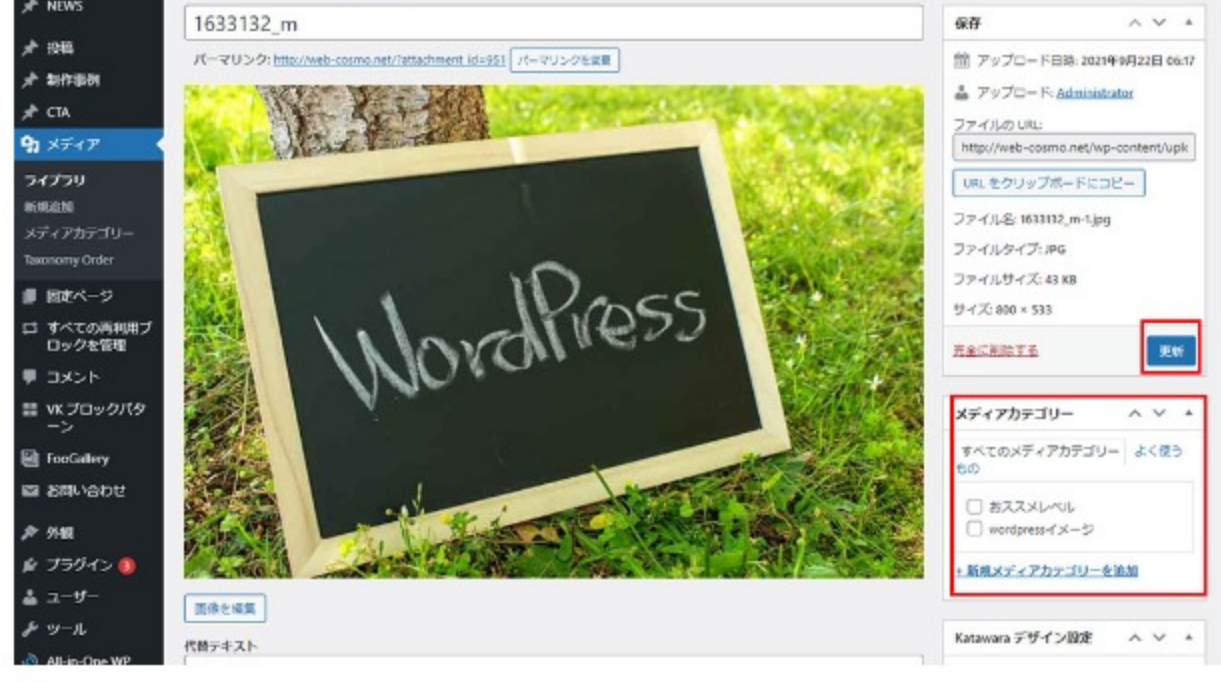 NEWS
投稿
制作事例
CTA
メディア
ライブラリ
新規追加
メディアカテゴリー
Taxonomy Order
固定ページ
すべての再利用ブ
ロックを管理
コメント
VK ブロックパタ
ーン
FooGallery
お問い合わせ
外観
プラグイン 3
ユーザー
ツール
All-in-One WP
1633132_m
パーマリンク: http://web-cosmo.net/?attachment_id=951 パーマリンクを変更
WordPress
画像を編集
代替テキスト
保存
アップロード日時: 2021年9月22日 06:17
アップロード: Administrator
ファイルの URL:
http://web-cosmo.net/wp-content/uplo
URL をクリップボードにコピー
ファイル名: 1633132_m-1.jpg
ファイルタイプ: JPG
ファイルサイズ: 43 KB
サイズ: 800 × 533
完全に削除する
更新
メディアカテゴリー
すべてのメディアカテゴリー よく使う
もの
おススメレベル
wordpressイメージ
+ 新規メディアカテゴリーを追加
Katawara デザイン設定